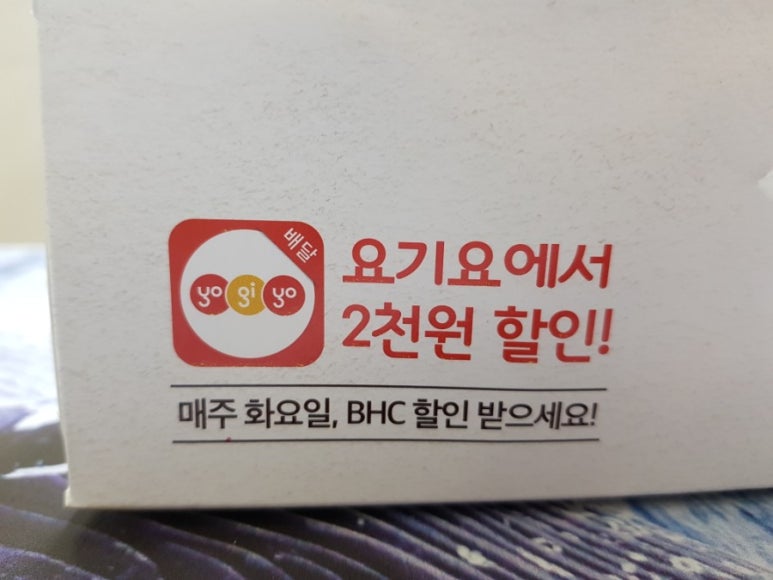 배달
yo gi yo
요기요에서
2천원 할인!
매주 화요일, BHC 할인 받으세요!